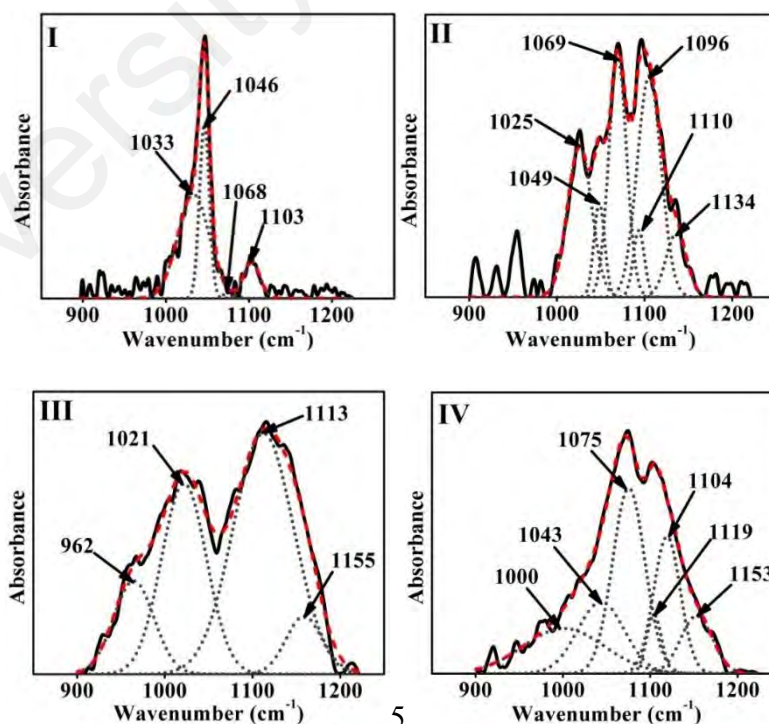 versity
I
1046
1033
1068
1103
Absorbance
900 1000 1100 1200
Wavenumber (cm⁻¹)
II
1069
1096
1025
1110
1049
1134
Absorbance
900 1000 1100 1200
Wavenumber (cm⁻¹)
III
1113
1021
962
1155
Absorbance
900 1000 1100 1200
Wavenumber (cm⁻¹)
IV
1075
1104
1043
1119
1000
1153
Absorbance
900 1000 1100 1200
Wavenumber (cm⁻¹)
5